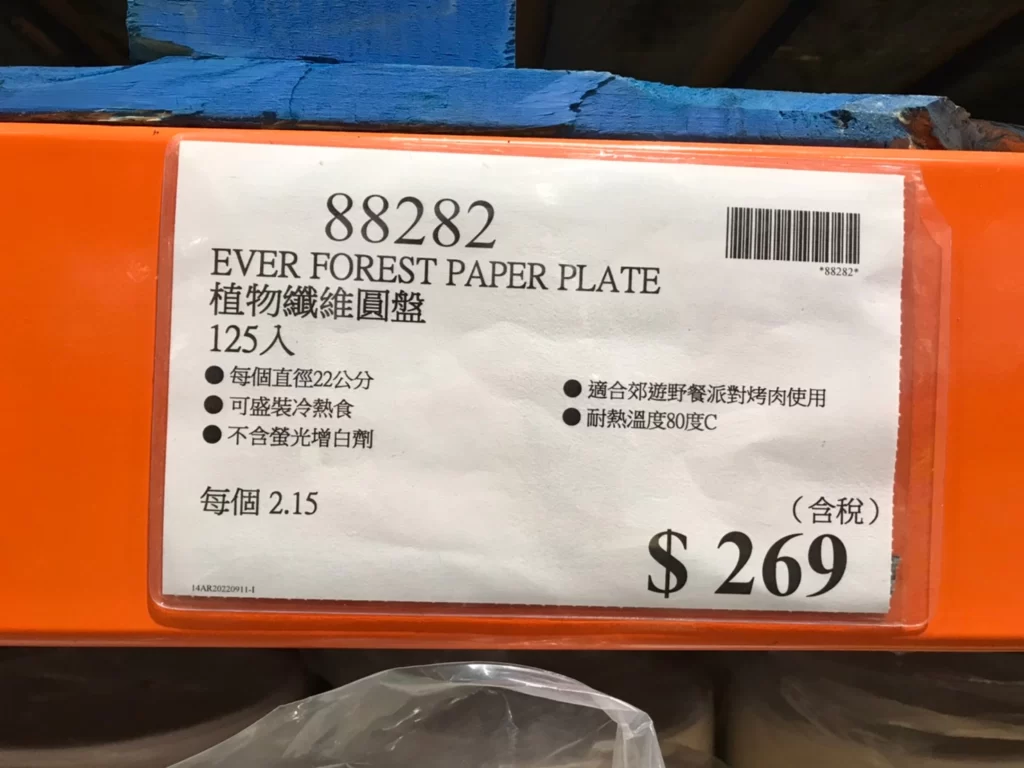 88282
*88282*
EVER FOREST PAPER PLATE
植物纖維圓盤
125入
●每個直徑22公分
●可盛裝冷熱食
●不含螢光增白劑
●適合郊遊野餐派對烤肉使用
●耐熱溫度80度C
每個 2.15
（含稅）
$ 269
14AR20220911-I